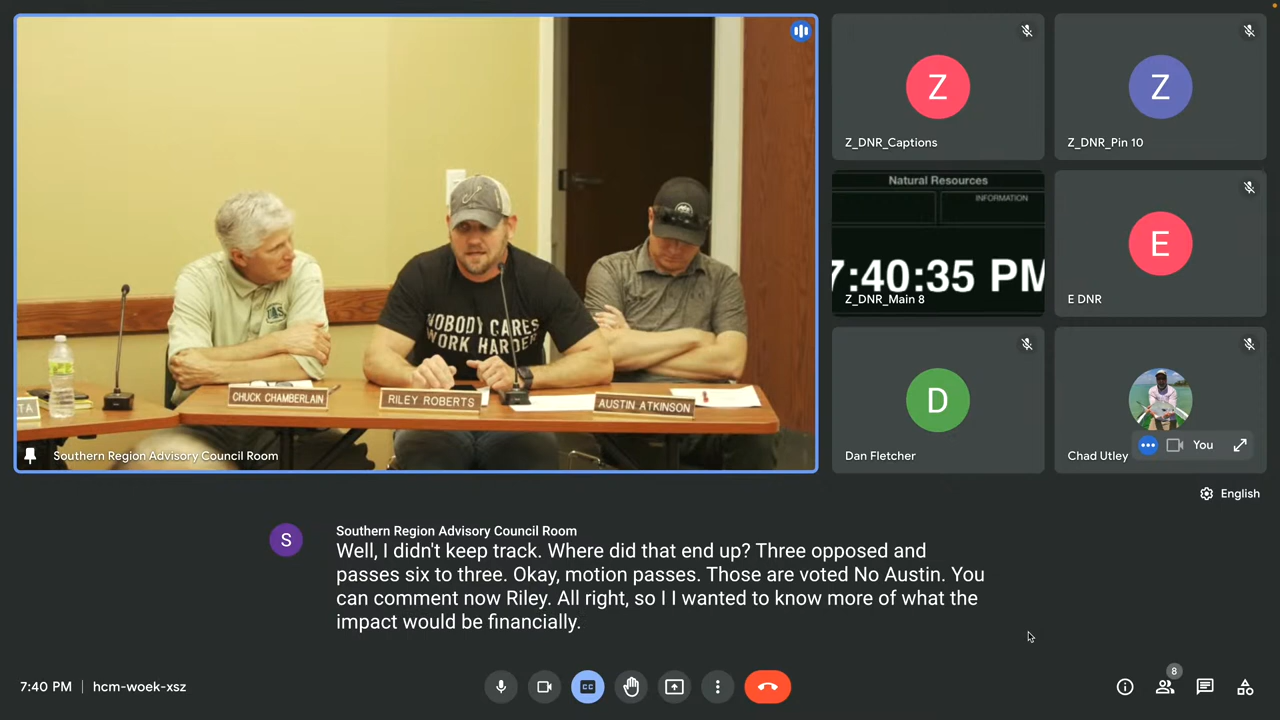 NOBODY CARES
WORK HARDER
TA
CHUCK CHAMBERLAIN
RILEY ROBERTS
AUSTIN ATKINSON
Southern Region Advisory Council Room
Z
Z_DNR_Captions
Z
Z_DNR_Pin 10
Natural Resources
INFORMATION
7:40:35 PM
Z_DNR_Main 8
E
E DNR
D
Dan Fletcher
Chad Utley
You
English
S
Southern Region Advisory Council Room
Well, I didn't keep track. Where did that end up? Three opposed and
passes six to three. Okay, motion passes. Those are voted No Austin. You
can comment now Riley. All right, so I I wanted to know more of what the
impact would be financially.
7:40 PM
hcm-woek-xsz
CC
8